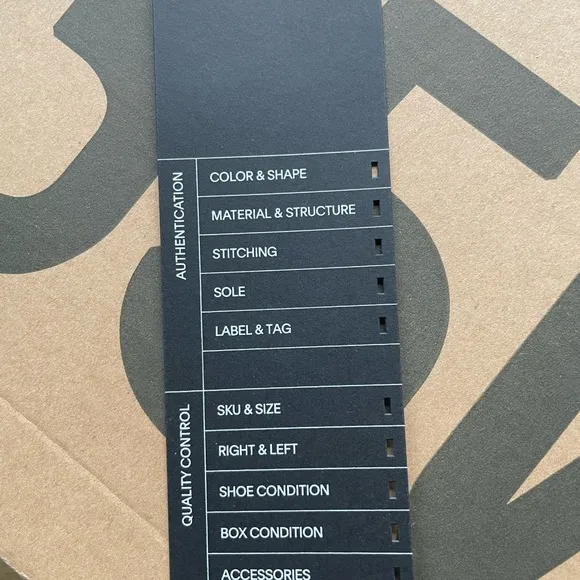 AUTHENTICATION
COLOR & SHAPE
MATERIAL & STRUCTURE
STITCHING
SOLE
LABEL & TAG
QUALITY CONTROL
SKU & SIZE
RIGHT & LEFT
SHOE CONDITION
BOX CONDITION
ACCESSORIES